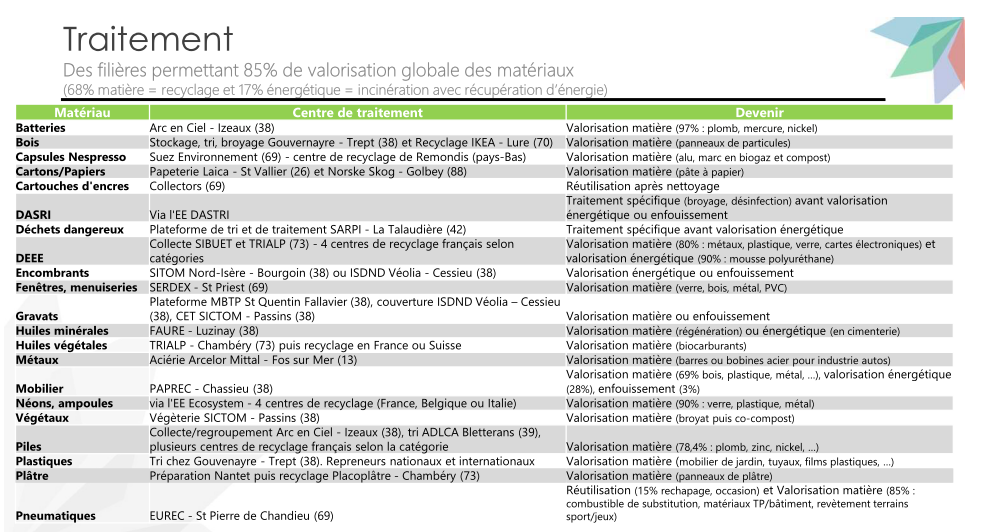 Traitement
Des filières permettant 85% de valorisation globale des matériaux
(68% matière = recyclage et 17% énergétique = incinération avec récupération d'énergie)
Matériau Centre de traitement Devenir
Batteries Arc en Ciel - Izeaux (38) Valorisation matière (97% : plomb, mercure, nickel)
Bois Stockage, tri, broyage Gouvernayre - Trept (38) et Recyclage IKEA - Lure (70) Valorisation matière (panneaux de particules)
Capsules Nespresso Suez Environnement (69) - centre de recyclage de Remondis (pays-Bas) Valorisation matière (alu, marc en biogaz et compost)
Cartons/Papiers Papeterie Laica - St Vallier (26) et Norske Skog - Golbey (88) Valorisation matière (pâte à papier)
Cartouches d'encres Collectors (69) Réutilisation après nettoyage
Traitement spécifique (broyage, désinfection) avant valorisation
DASRI Via l'EE DASTRI énergétique ou enfouissement
Déchets dangereux Plateforme de tri et de traitement SARPI - La Talaudière (42) Traitement spécifique avant valorisation énergétique
Collecte SIBUET et TRIALP (73) - 4 centres de recyclage français selon Valorisation matière (80% : métaux, plastique, verre, cartes électroniques) et
DEEE catégories valorisation énergétique (90% : mousse polyuréthane)
Encombrants SITOM Nord-Isère - Bourgoin (38) ou ISDND Véolia - Cessieu (38) Valorisation énergétique ou enfouissement
Fenêtres, menuiseries SERDEX - St Priest (69) Valorisation matière (verre, bois, métal, PVC)
Plateforme MBTP St Quentin Fallavier (38), couverture ISDND Véolia – Cessieu
Gravats (38), CET SICTOM - Passins (38) Valorisation matière ou enfouissement
Huiles minérales FAURE - Luzinay (38) Valorisation matière (régénération) ou énergétique (en cimenterie)
Huiles végétales TRIALP - Chambéry (73) puis recyclage en France ou Suisse Valorisation matière (biocarburants)
Métaux Aciérie Arcelor Mittal - Fos sur Mer (13) Valorisation matière (barres ou bobines acier pour industrie autos)
Valorisation matière (69% bois, plastique, métal, ...), valorisation énergétique
Mobilier PAPREC - Chassieu (38) (28%), enfouissement (3%)
Néons, ampoules via l'EE Ecosystem - 4 centres de recyclage (France, Belgique ou Italie) Valorisation matière (90% : verre, plastique, métal)
Végétaux Végèterie SICTOM - Passins (38) Valorisation matière (broyat puis co-compost)
Collecte/regroupement Arc en Ciel - Izeaux (38), tri ADLCA Bletterans (39),
Piles plusieurs centres de recyclage français selon la catégorie Valorisation matière (78,4% : plomb, zinc, nickel, ...)
Plastiques Tri chez Gouvenayre - Trept (38). Repreneurs nationaux et internationaux Valorisation matière (mobilier de jardin, tuyaux, films plastiques, ...)
Plâtre Préparation Nantet puis recyclage Placoplâtre - Chambéry (73) Valorisation matière (panneaux de plâtre)
Réutilisation (15% rechapage, occasion) et Valorisation matière (85% :
combustible de substitution, matériaux TP/bâtiment, revètement terrains
Pneumatiques EUREC - St Pierre de Chandieu (69) sport/jeux)